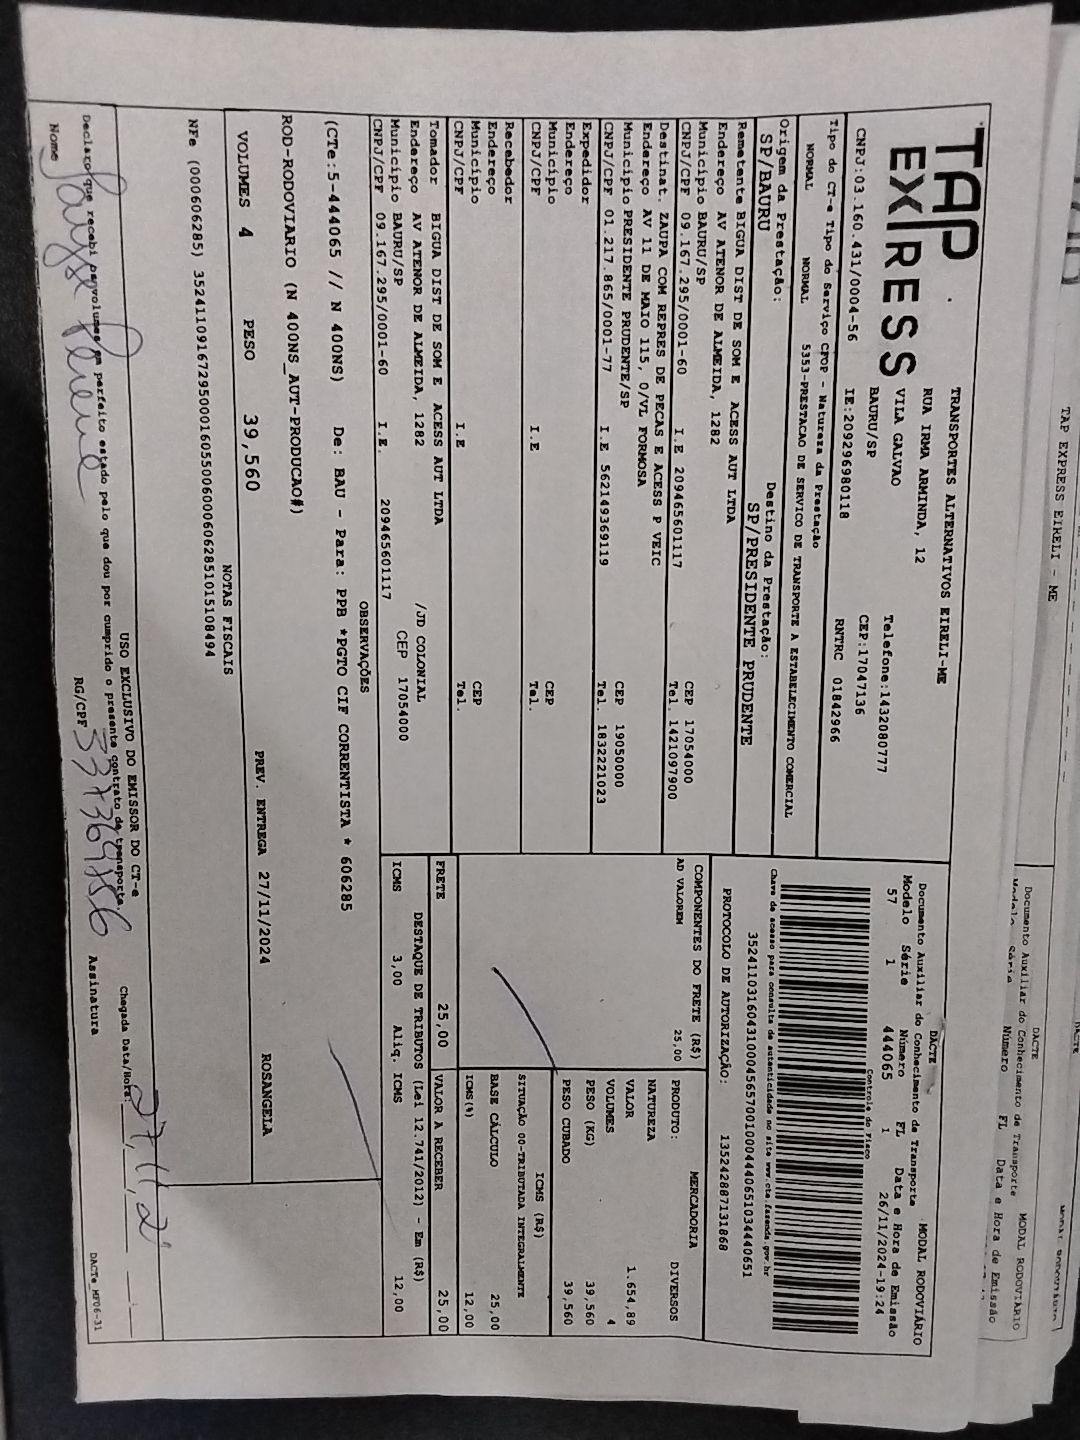 TAP
EXPRESS
TRANSPORTES ALTERNATIVOS EIRELI-ME
RUA IRMA ARMINDA, 12
VILA GALVAO
BAURU/SP
Telefone:1432080777
CEP:17047136
CNPJ:03.160.431/0004-56
IE:209296980118
RNTRC 01842966
DACTE
Documento Auxiliar do Conhecimento de Transporte
MODAL RODOVIÁRIO
Modelo Série Número FL Data e Hora de Emissão
57 1 444065 1 26/11/2024-19:24
Controle do Fisco
Tipo do CT-e Tipo do Serviço CFOP - Natureza da Prestação
NORMAL NORMAL 5353-PRESTACAO DE SERVICO DE TRANSPORTE A ESTABELECIMENTO COMERCIAL
Chave de acesso para consulta de autenticidade no site www.cte.fazenda.gov.br
Origem da Prestação: Destino da Prestação:
SP/BAURU SP/PRESIDENTE PRUDENTE
PROTOCOLO DE AUTORIZAÇÃO: 135242887131868
Remetente BIGUA DIST DE SOM E ACESS AUT LTDA
Endereço AV ATENOR DE ALMEIDA, 1282
Município BAURU/SP CEP 17054000
CNPJ/CPF 09.167.295/0001-60 I.E 209465601117 Tel. 1421097900
Destinat. ZAUPA COM REPRES DE PECAS E ACESS P VEIC
Endereço AV 11 DE MAIO 115, 0/VL FORMOSA
Município PRESIDENTE PRUDENTE/SP CEP 19050000
CNPJ/CPF 01.217.865/0001-77 I.E 562149369119 Tel. 1832221023
Expedidor
Endereço
Município CEP
CNPJ/CPF I.E Tel.
Recebedor
Endereço
Município CEP
CNPJ/CPF I.E Tel.
Tomador BIGUA DIST DE SOM E ACESS AUT LTDA
Endereço AV ATENOR DE ALMEIDA, 1282 /JD COLONIAL
Município BAURU/SP CEP 17054000
CNPJ/CPF 09.167.295/0001-60 I.E. 209465601117
COMPONENTES DO FRETE (R$)
AD VALOREM 25,00
PRODUTO: MERCADORIA DIVERSOS
NATUREZA
VALOR 1.654,89
VOLUMES 4
PESO (KG) 39,560
PESO CUBADO 39,560
ICMS (R$)
SITUAÇÃO 00-TRIBUTADA INTEGRALMENTE
BASE CÁLCULO 25,00
ICMS(%) 12,00
FRETE 25,00 VALOR A RECEBER 25,00
DESTAQUE DE TRIBUTOS (Lei 12.741/2012) - Em (R$)
ICMS 3,00 Aliq. ICMS 12,00
OBSERVAÇÕES
(CTe:5-444065 // N 400NS) De: BAU - Para: PPB *PGTO CIF CORRENTISTA * 606285
ROD-RODOVIARIO (N 400NS_AUT-PRODUCAO#)
VOLUMES 4 PESO 39,560 PREV. ENTREGA 27/11/2024 ROSANGELA
NOTAS FISCAIS
NFe (000606285) 35241109167295000160550060006062851015108494
USO EXCLUSIVO DO EMISSOR DO CT-e
Declaro que recebi os volumes em perfeito estado pelo que dou por cumprido o presente contrato de transporte.
Chegada Data/Hora:
Nome RG/CPF Assinatura
DACTe_MF06-31
TAP EXPRESS EIRELI - ME
DACTE
Documento Auxiliar do Conhecimento de Transporte
MODAL RODOVIÁRIO
Número FL Data e Hora de Emissão